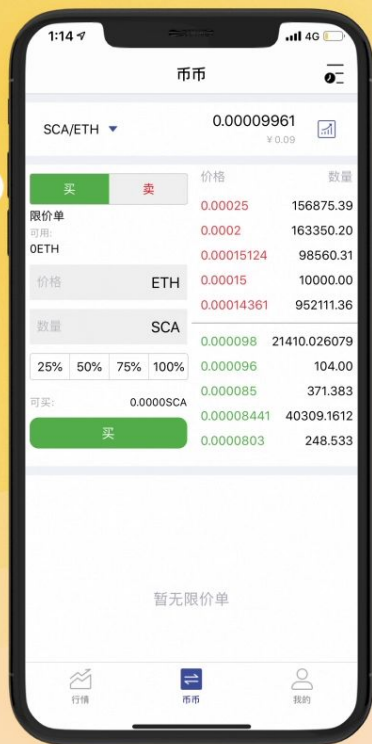 1:14
4G
币币
SCA/ETH
0.00009961
¥0.09
买
卖
限价单
可用:
0ETH
价格
ETH
数量
SCA
25% 50% 75% 100%
可买:
0.0000SCA
买
价格 数量
0.00025 156875.39
0.0002 163350.20
0.00015124 98560.31
0.00015 10000.00
0.00014361 952111.36
0.000098 21410.026079
0.000096 104.00
0.000085 371.383
0.00008441 40309.1612
0.0000803 248.533
暂无限价单
行情
币币
我的